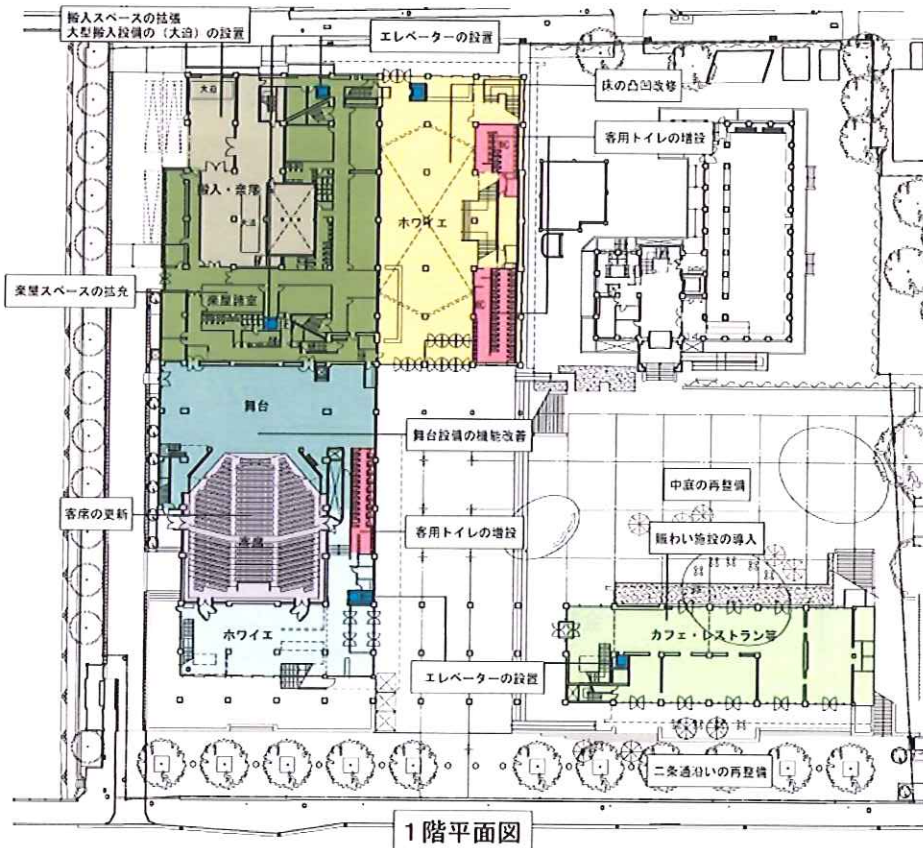 搬入スペースの拡張
大型搬入設備の（大迫）の設置
エレベーターの設置
床の凸凹改修
大迫
客用トイレの増設
搬入・楽屋
大迫
ホワイエ
WC
楽屋スペースの拡充
楽屋諸室
WC
舞台
舞台設備の機能改善
中庭の再整備
客席の更新
客席
客用トイレの増設
賑わい施設の導入
ホワイエ
カフェ・レストラン等
エレベーターの設置
二条通沿いの再整備
1階平面図